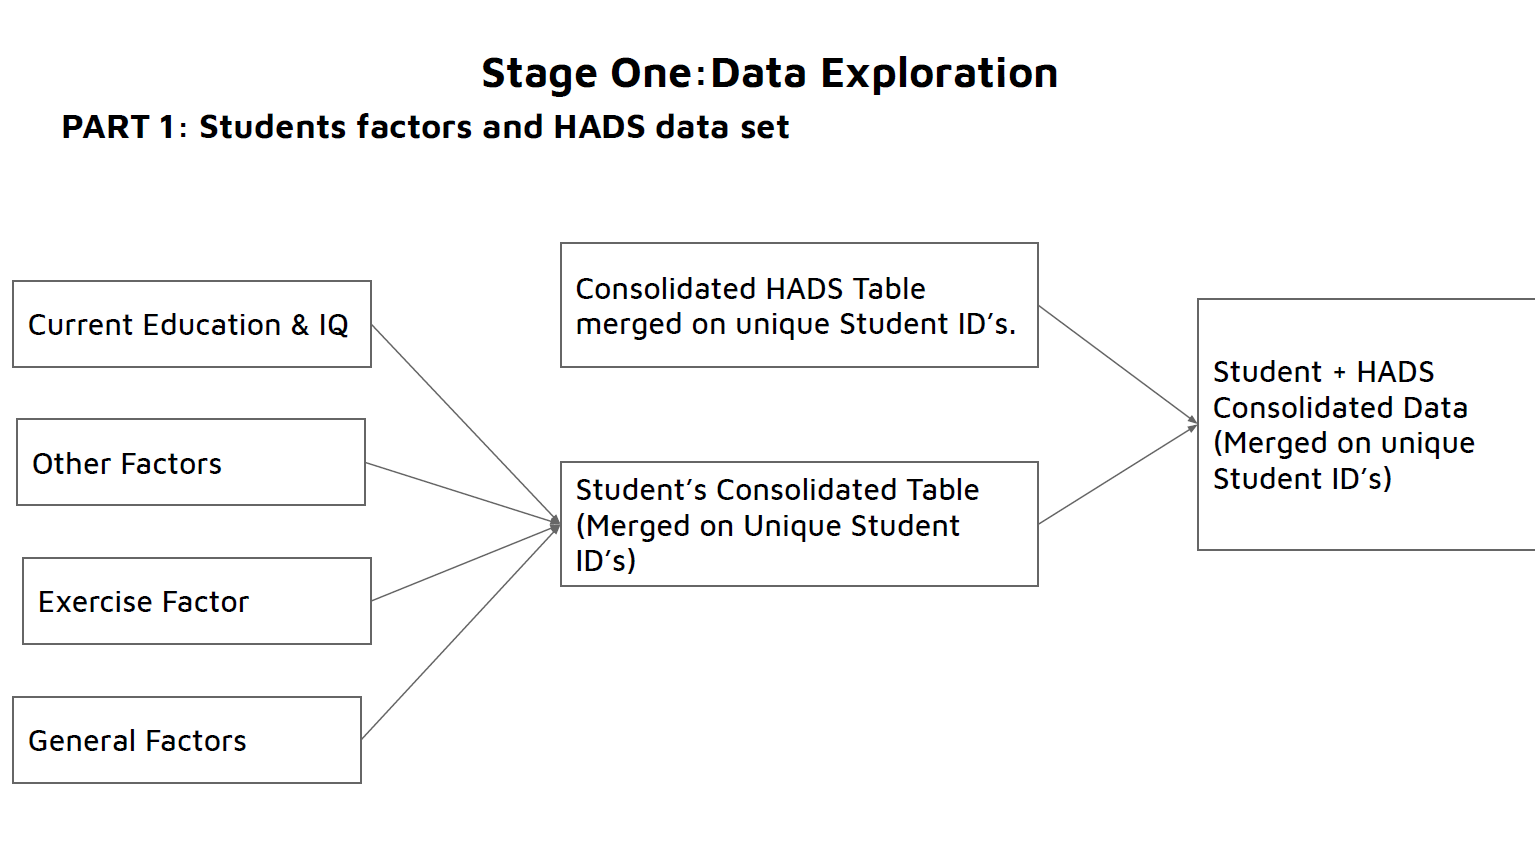 Stage One:Data Exploration
PART 1: Students factors and HADS data set
Current Education & IQ
Other Factors
Exercise Factor
General Factors
Consolidated HADS Table
merged on unique Student ID’s.
Student’s Consolidated Table
(Merged on Unique Student
ID’s)
Student + HADS
Consolidated Data
(Merged on unique
Student ID’s)